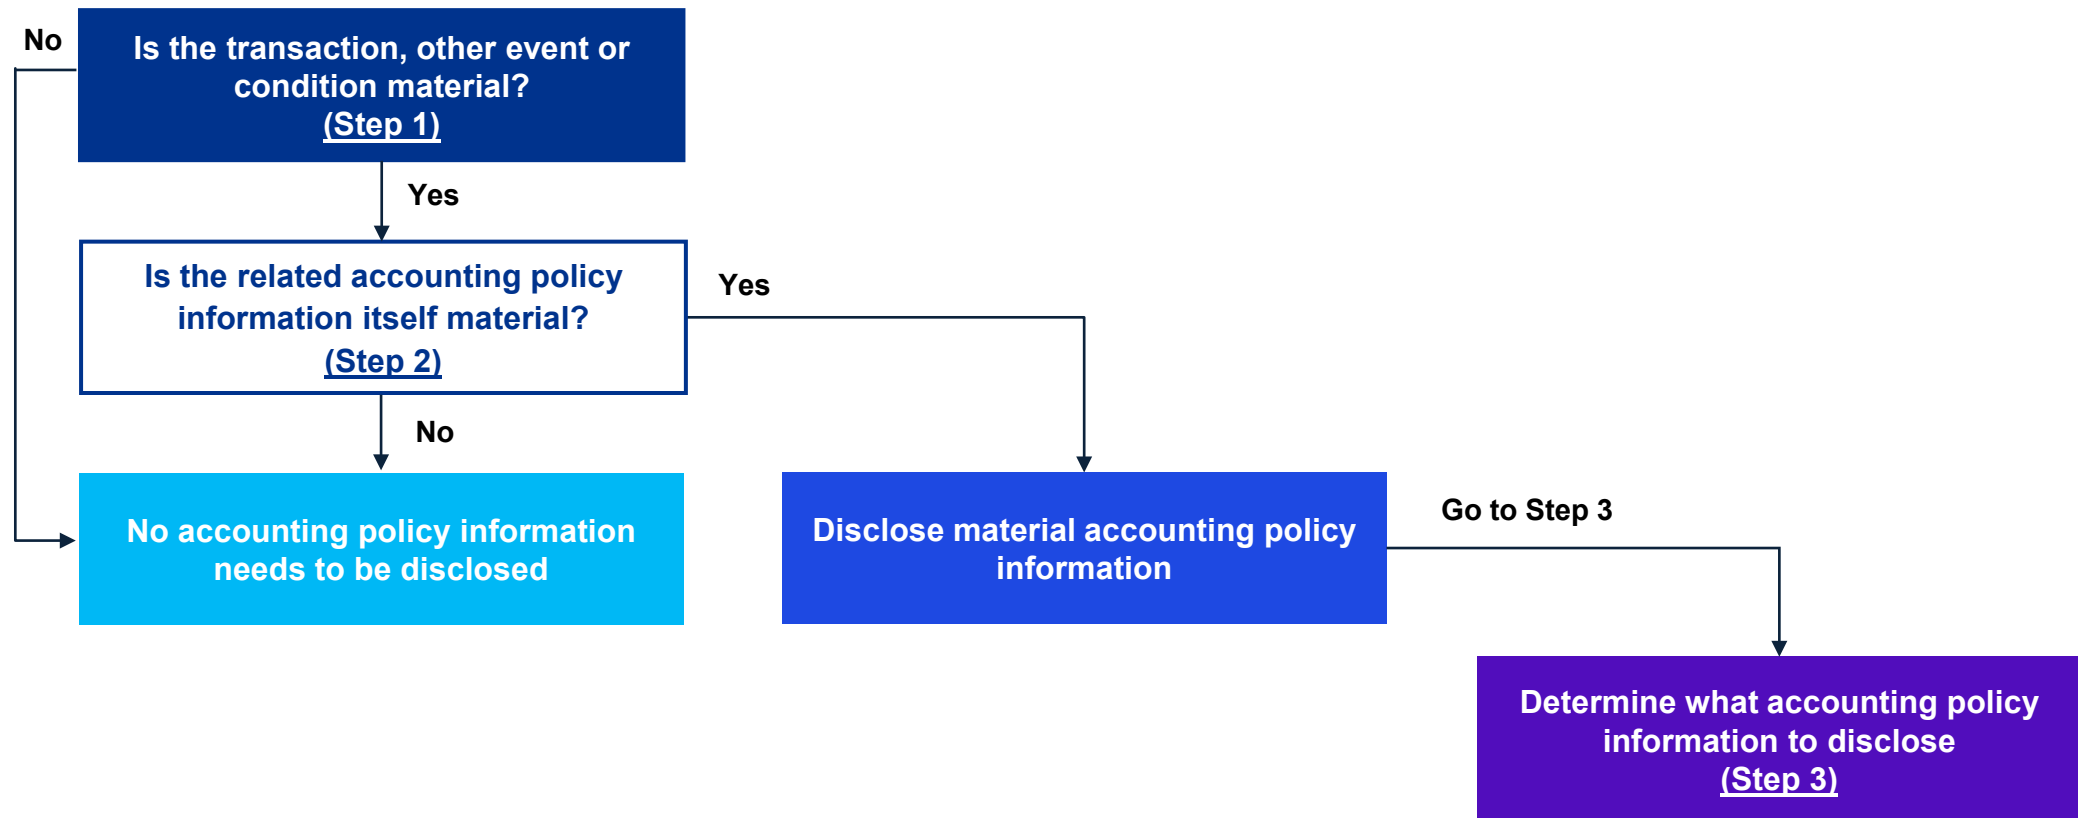 No
Is the transaction, other event or
condition material?
(Step 1)
Yes
Is the related accounting policy
information itself material?
(Step 2)
Yes
No
No accounting policy information
needs to be disclosed
Disclose material accounting policy
information
Go to Step 3
Determine what accounting policy
information to disclose
(Step 3)